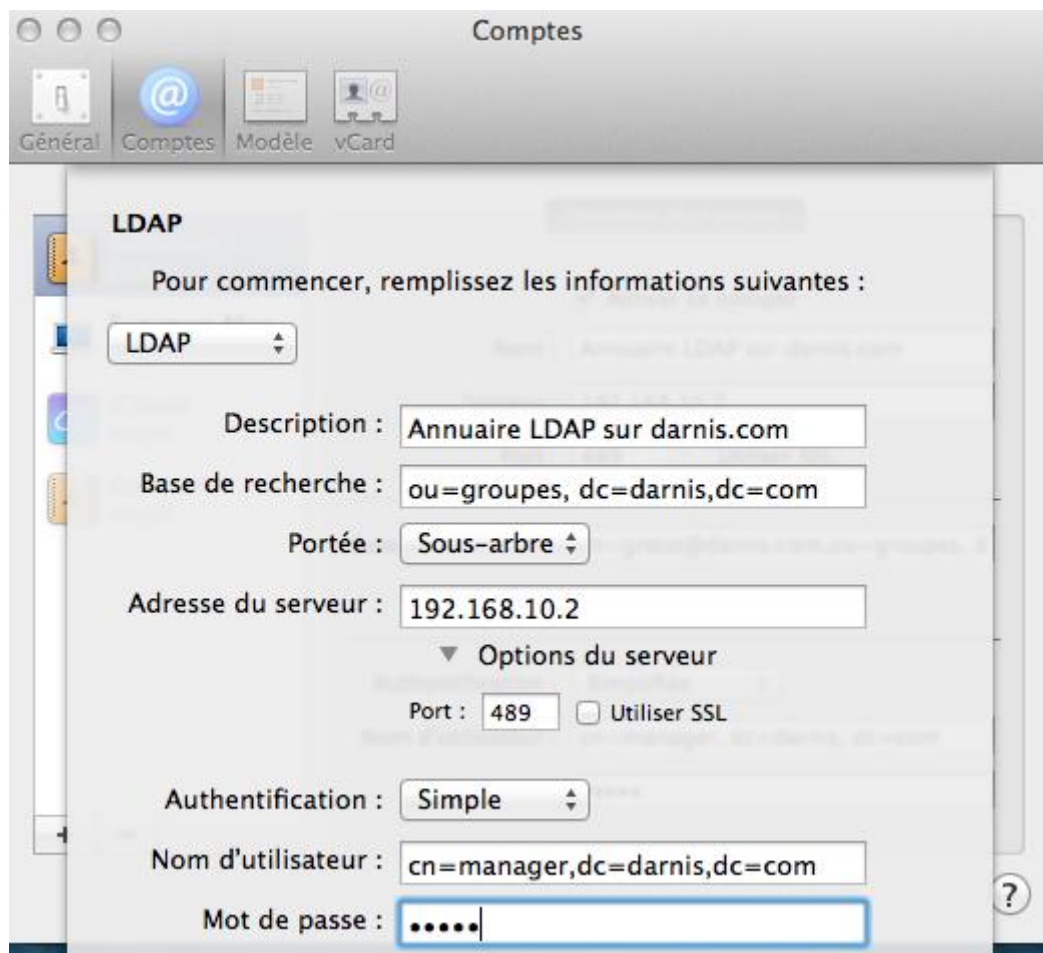 Comptes
Général Comptes Modèle vCard
LDAP
Pour commencer, remplissez les informations suivantes :
LDAP
Description : Annuaire LDAP sur darnis.com
Base de recherche : ou=groupes, dc=darnis,dc=com
Portée : Sous-arbre
Adresse du serveur : 192.168.10.2
Options du serveur
Port : 489 Utiliser SSL
Authentification : Simple
Nom d'utilisateur : cn=manager,dc=darnis,dc=com
Mot de passe : •••••
?